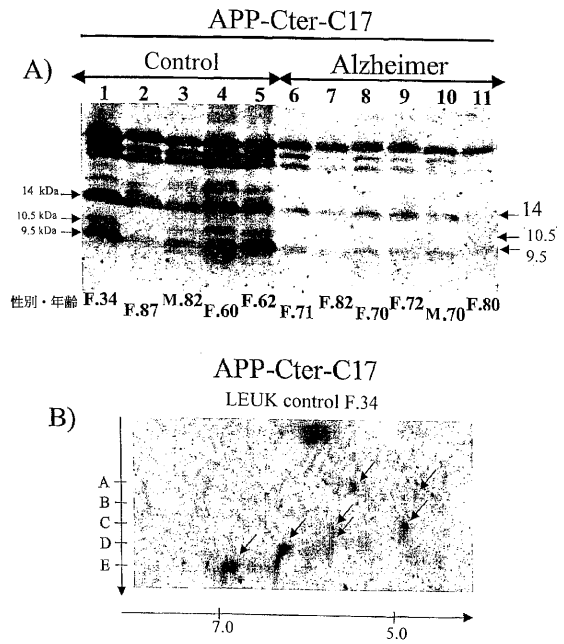 APP-Cter-C17
A)
Control Alzheimer
1 2 3 4 5 6 7 8 9 10 11
14 kDa
10.5 kDa
9.5 kDa
14
10.5
9.5
性別・年齢 F.34 F.87 M.82 F.60 F.62 F.71 F.82 F.70 F.72 M.70 F.80
APP-Cter-C17
LEUK control F.34
B)
A
B
C
D
E
7.0 5.0